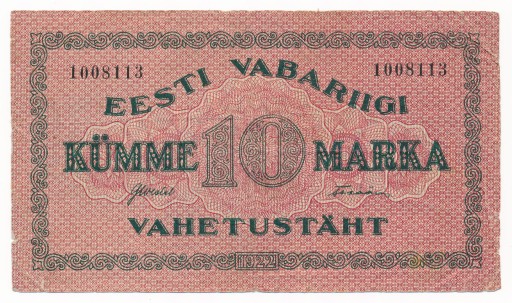 1008113 1008113
EESTI VABARIIGI
KÜMME 10 MARKA
VAHETUSTÄHT
1922